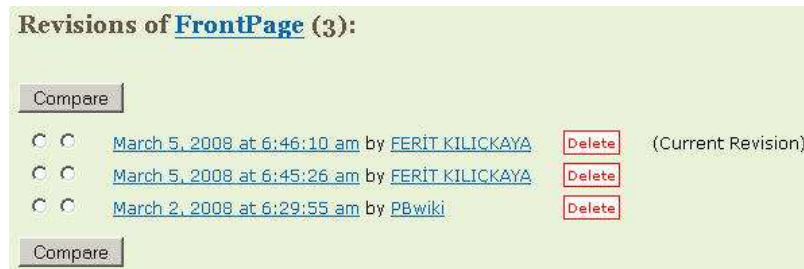 Revisions of FrontPage (3):
Compare
March 5, 2008 at 6:46:10 am by FERİT KILIÇKAYA Delete (Current Revision)
March 5, 2008 at 6:45:26 am by FERİT KILIÇKAYA Delete
March 2, 2008 at 6:29:55 am by PBwiki Delete
Compare